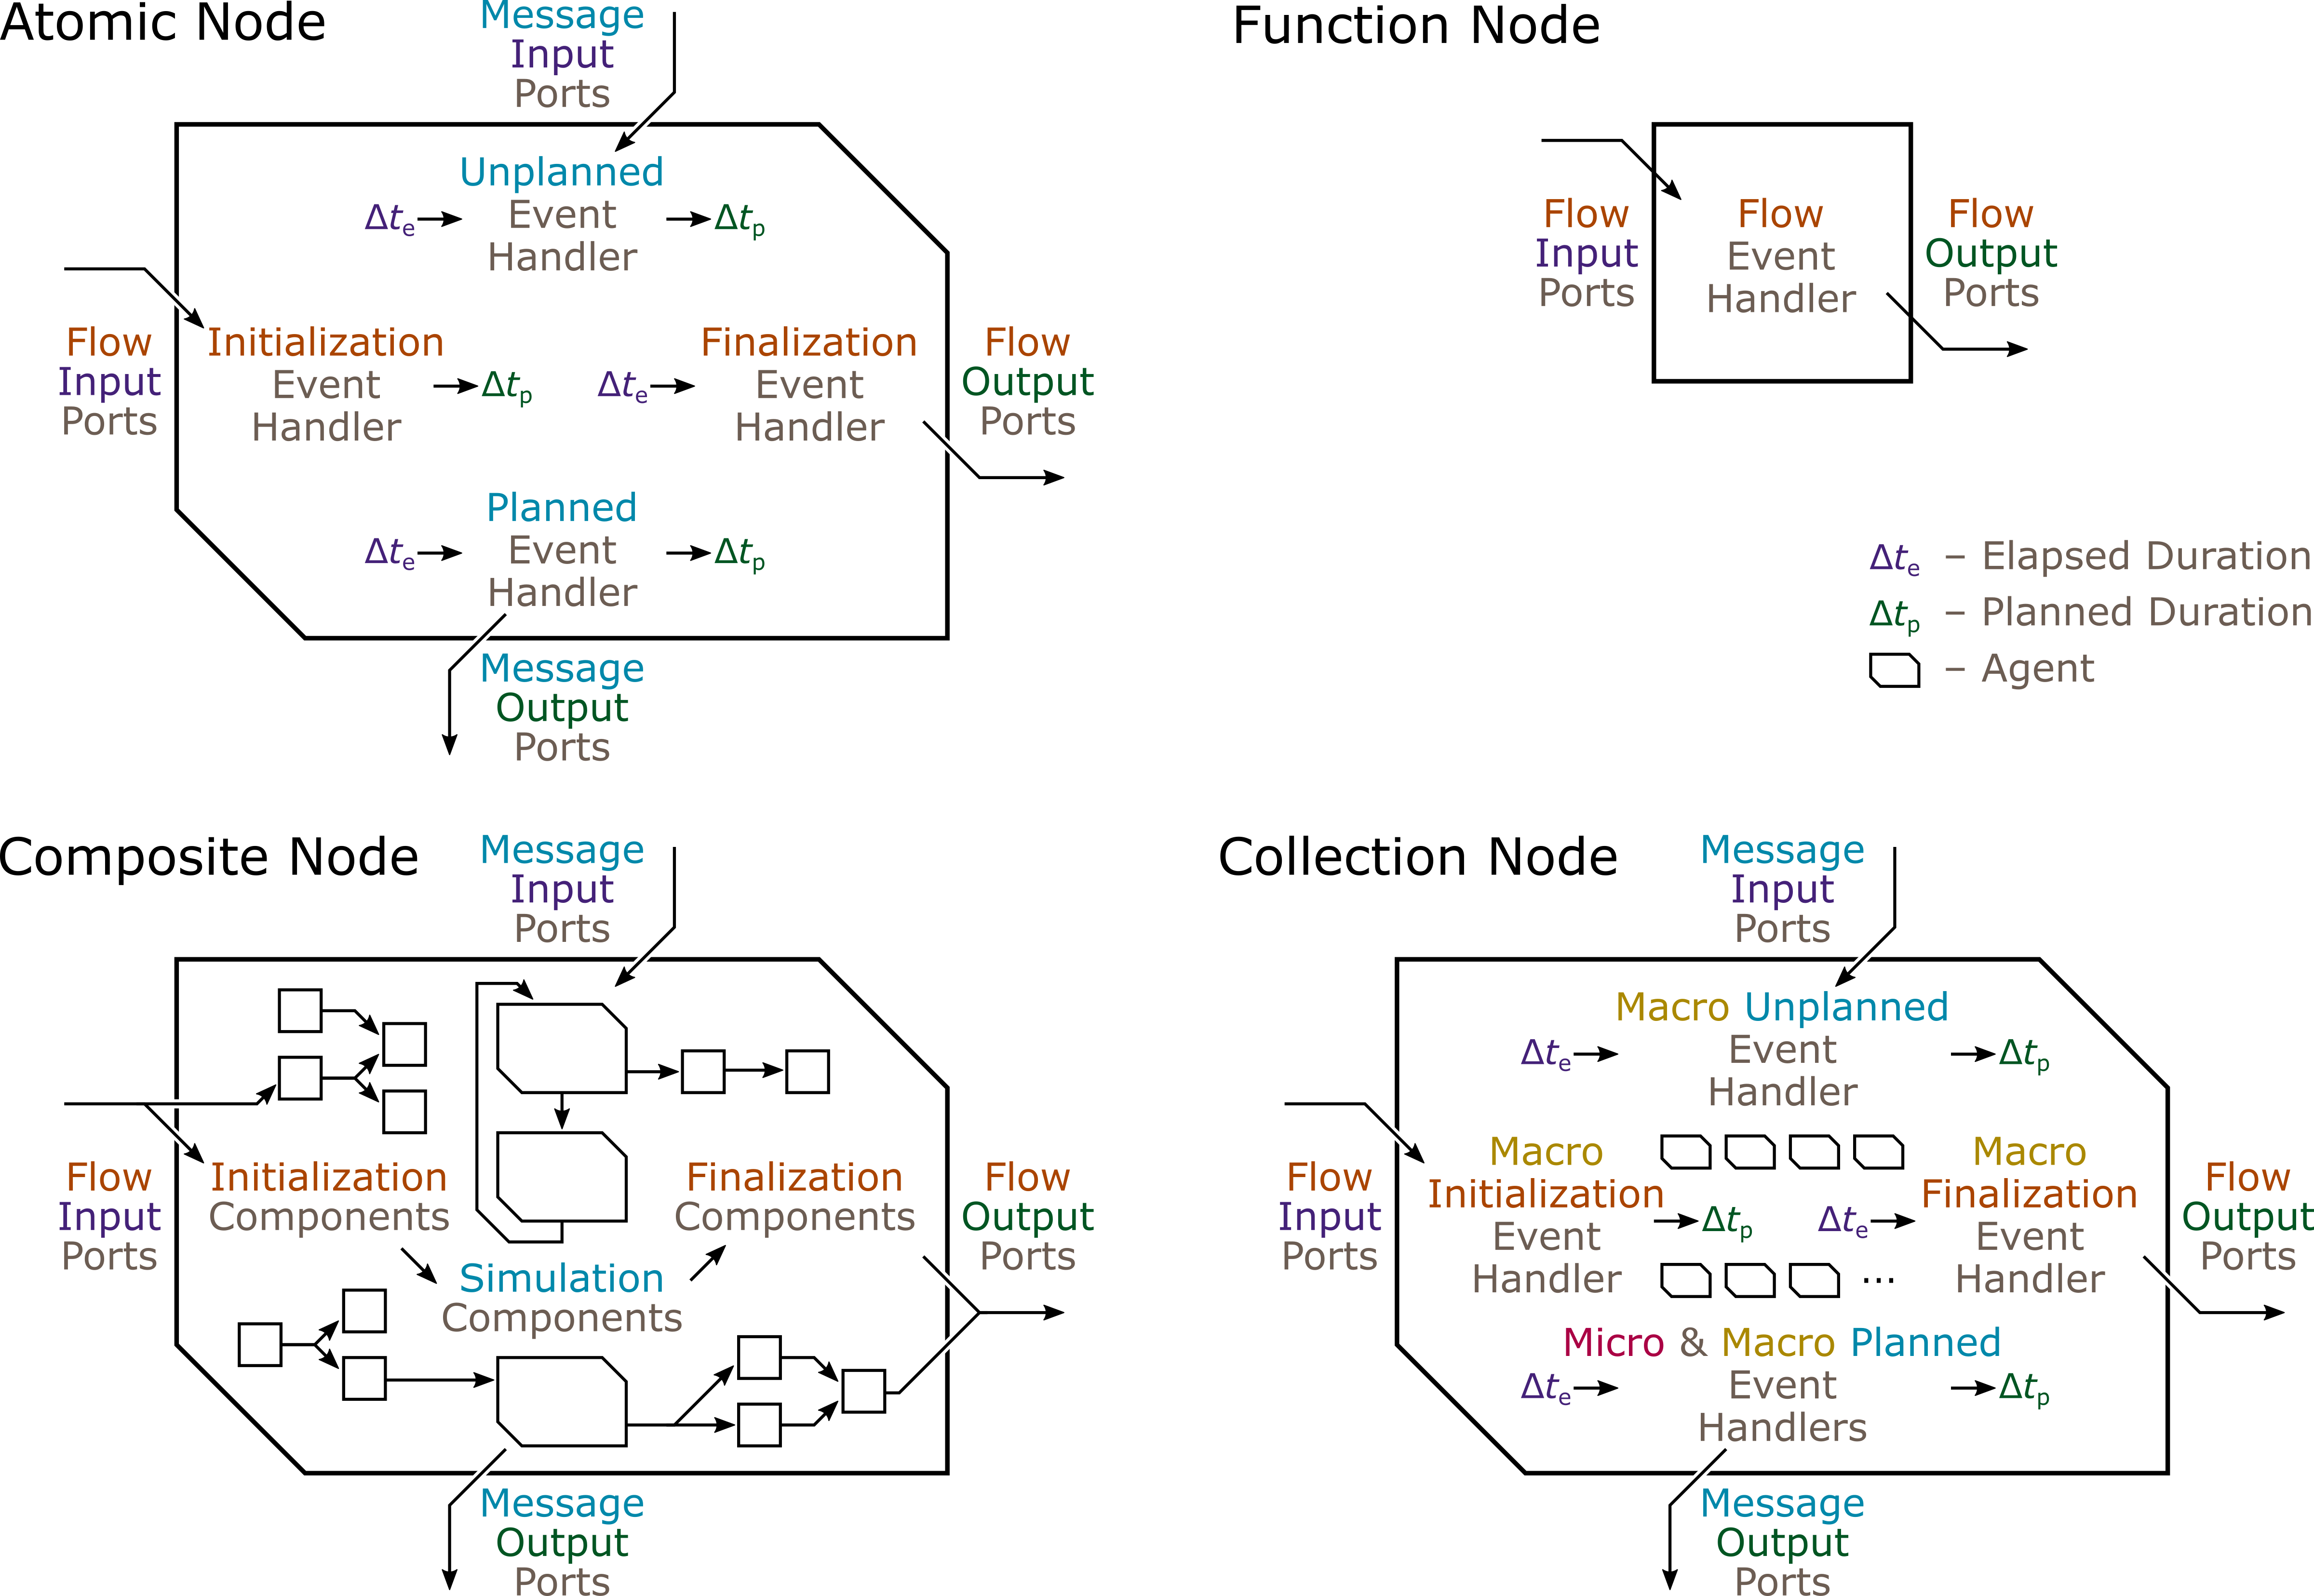 Atomic Node
Message
Input
Ports
Unplanned
Δte
Event
Δtp
Handler
Flow
Input
Ports
Initialization
Event
Handler
Δtp
Δte
Finalization
Event
Handler
Flow
Output
Ports
Planned
Δte
Event
Δtp
Handler
Message
Output
Ports
Function Node
Flow
Input
Ports
Flow
Event
Handler
Flow
Output
Ports
Δte – Elapsed Duration
Δtp – Planned Duration
– Agent
Composite Node
Message
Input
Ports
Flow
Input
Ports
Initialization
Components
Simulation
Components
Finalization
Components
Flow
Output
Ports
Message
Output
Ports
Collection Node
Message
Input
Ports
Macro Unplanned
Δte
Event
Δtp
Handler
Flow
Input
Ports
Macro
Initialization
Event
Handler
Δtp
Δte
...
Macro
Finalization
Event
Handler
Flow
Output
Ports
Micro & Macro Planned
Δte
Event
Δtp
Handlers
Message
Output
Ports